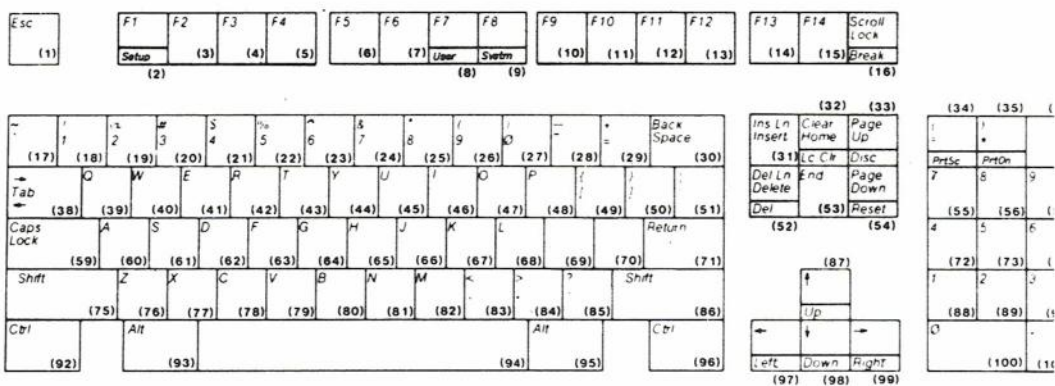 Esc F1 F2 F3 F4 F5 F6 F7 F8 F9 F10 F11 F12 F13 F14 Scroll Lock
(1) Setup (3) (4) (5) (6) (7) User Systm (10) (11) (12) (13) (14) (15) Break
(2) (8) (9) (16)
(32) (33) (34) (35)
~ ! # $ % ^ & * ( ) + Back Space Ins Ln Insert Clear Home Page Up
1 2 3 4 5 6 7 8 9 Ø =
(17) (18) (19) (20) (21) (22) (23) (24) (25) (26) (27) (28) (29) (30) (31) Lc Clr Disc PrtSc PrtOn
Tab Q W E R T Y U I O P { } Del Ln Delete End Page Down 7 8 9
(38) (39) (40) (41) (42) (43) (44) (45) (46) (47) (48) (49) (50) (51) Del (53) Reset (55) (56)
(52) (54)
Caps Lock A S D F G H J K L Return 4 5 6
(59) (60) (61) (62) (63) (64) (65) (66) (67) (68) (69) (70) (71) (72) (73)
(87)
Shift Z X C V B N M < > ? Shift 1 2 3
(75) (76) (77) (78) (79) (80) (81) (82) (83) (84) (85) (86) Up (88) (89)
Ctrl Alt Alt Ctrl Ø
(92) (93) (94) (95) (96) Left Down Right (100)
(97) (98) (99)